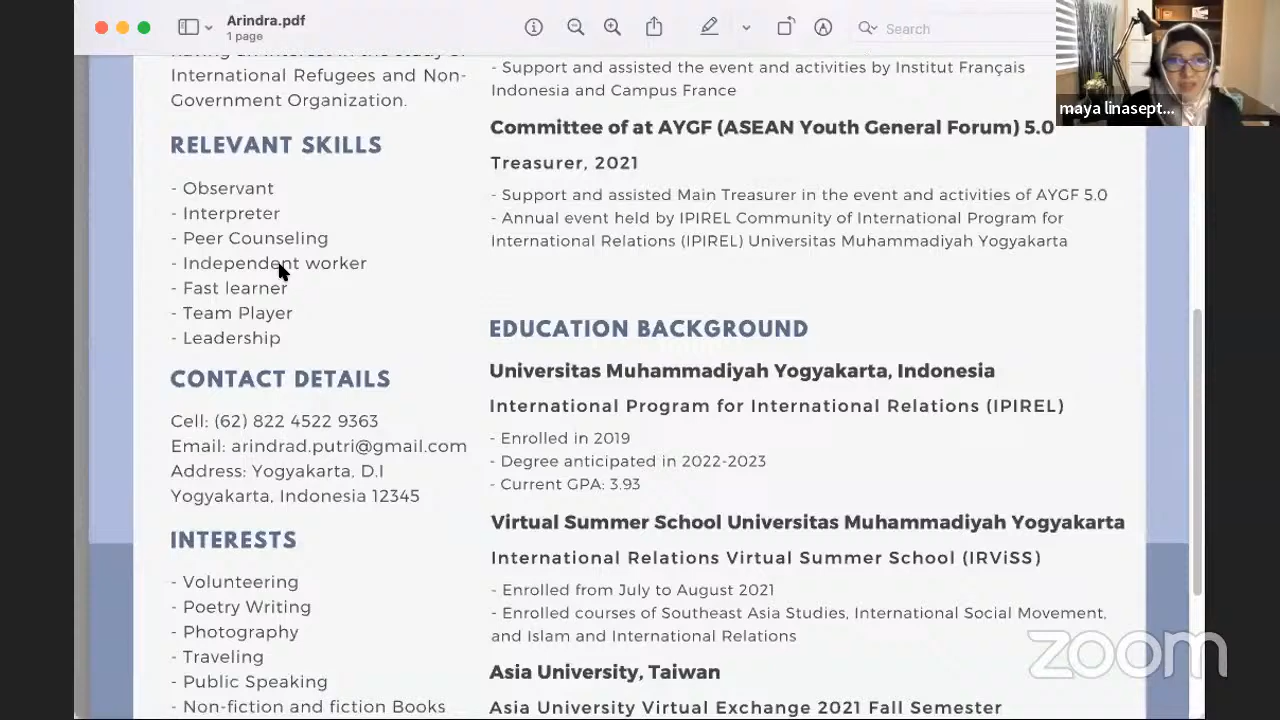 Arindra.pdf
1 page
Search
maya linasept...
having an interest in the study of
International Refugees and Non-
Government Organization.
RELEVANT SKILLS
- Observant
- Interpreter
- Peer Counseling
- Independent worker
- Fast learner
- Team Player
- Leadership
CONTACT DETAILS
Cell: (62) 822 4522 9363
Email: arindrad.putri@gmail.com
Address: Yogyakarta, D.I
Yogyakarta, Indonesia 12345
INTERESTS
- Volunteering
- Poetry Writing
- Photography
- Traveling
- Public Speaking
- Non-fiction and fiction Books
- Support and assisted the event and activities by Institut Français
Indonesia and Campus France
Committee of at AYGF (ASEAN Youth General Forum) 5.0
Treasurer, 2021
- Support and assisted Main Treasurer in the event and activities of AYGF 5.0
- Annual event held by IPIREL Community of International Program for
International Relations (IPIREL) Universitas Muhammadiyah Yogyakarta
EDUCATION BACKGROUND
Universitas Muhammadiyah Yogyakarta, Indonesia
International Program for International Relations (IPIREL)
- Enrolled in 2019
- Degree anticipated in 2022-2023
- Current GPA: 3.93
Virtual Summer School Universitas Muhammadiyah Yogyakarta
International Relations Virtual Summer School (IRViSS)
- Enrolled from July to August 2021
- Enrolled courses of Southeast Asia Studies, International Social Movement,
and Islam and International Relations
Asia University, Taiwan
Asia University Virtual Exchange 2021 Fall Semester
zoom